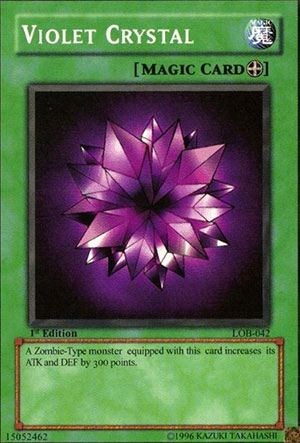 VIOLET CRYSTAL
MAGIC
魔
[MAGIC CARD]
1st Edition
LOB-042
A Zombie-Type monster equipped with this card increases its
ATK and DEF by 300 points.
15052462
©1996 KAZUKI TAKAHASHI